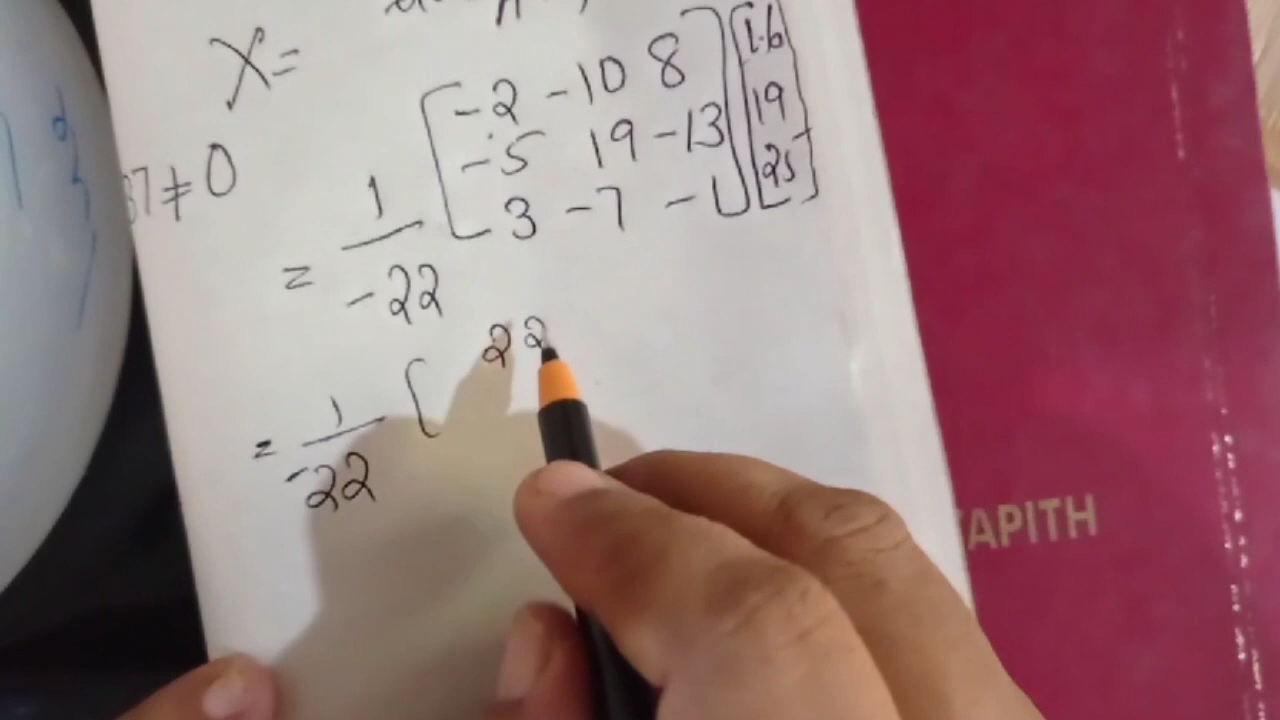 X =
37 ≠ 0
= 1/-22 [ -2 -10 8
-5 19 -13
3 -7 -1 ] [ 16
19
25 ]
= 1/-22 [ 22
APITH